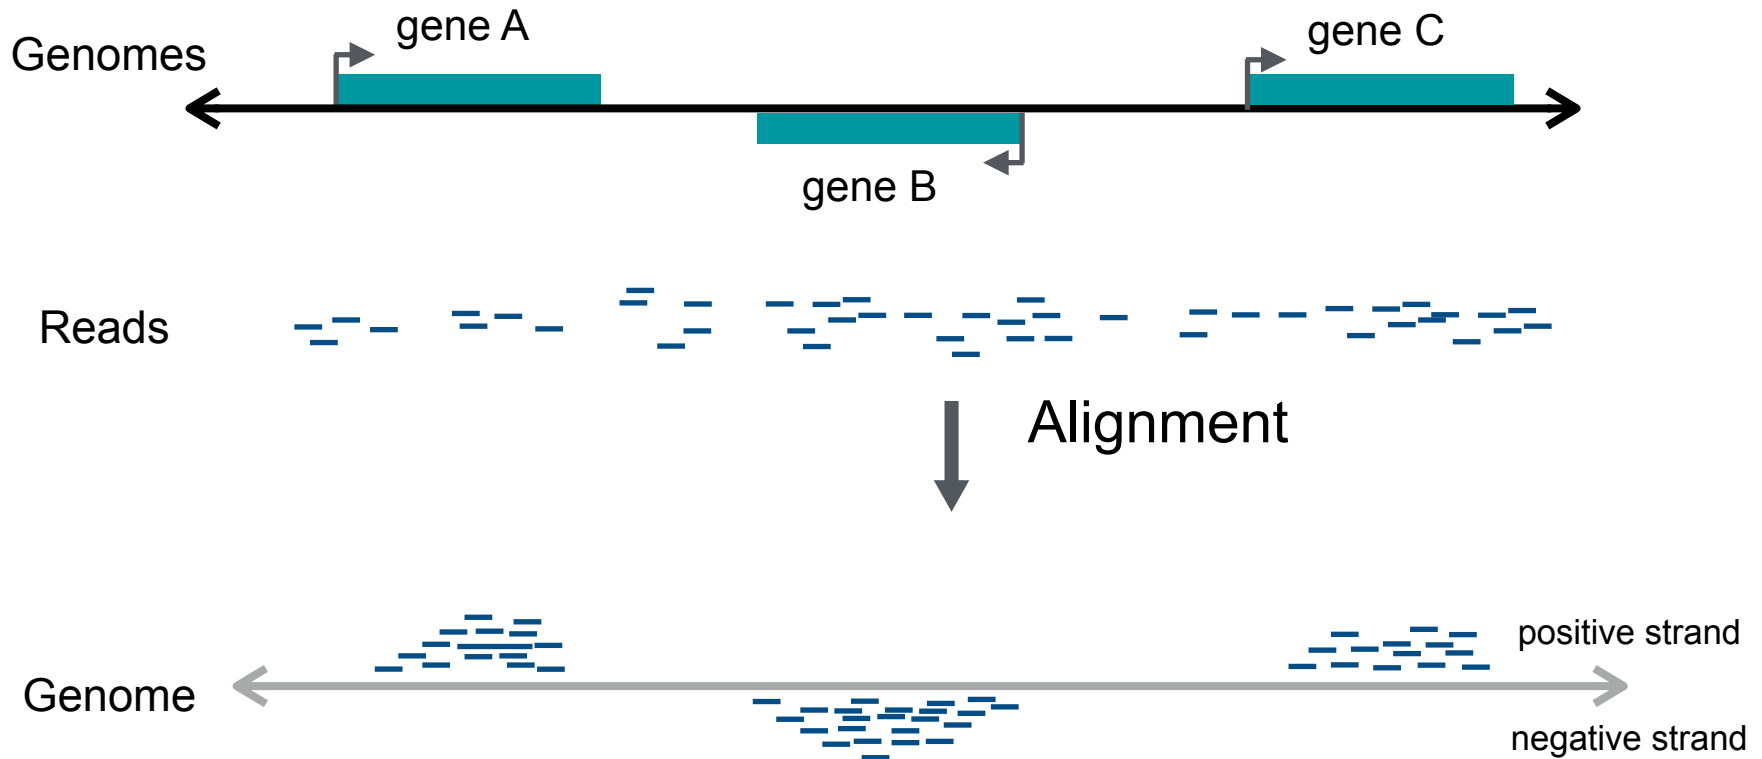 Genomes
gene A
gene C
gene B
Reads
Alignment
positive strand
Genome
negative strand